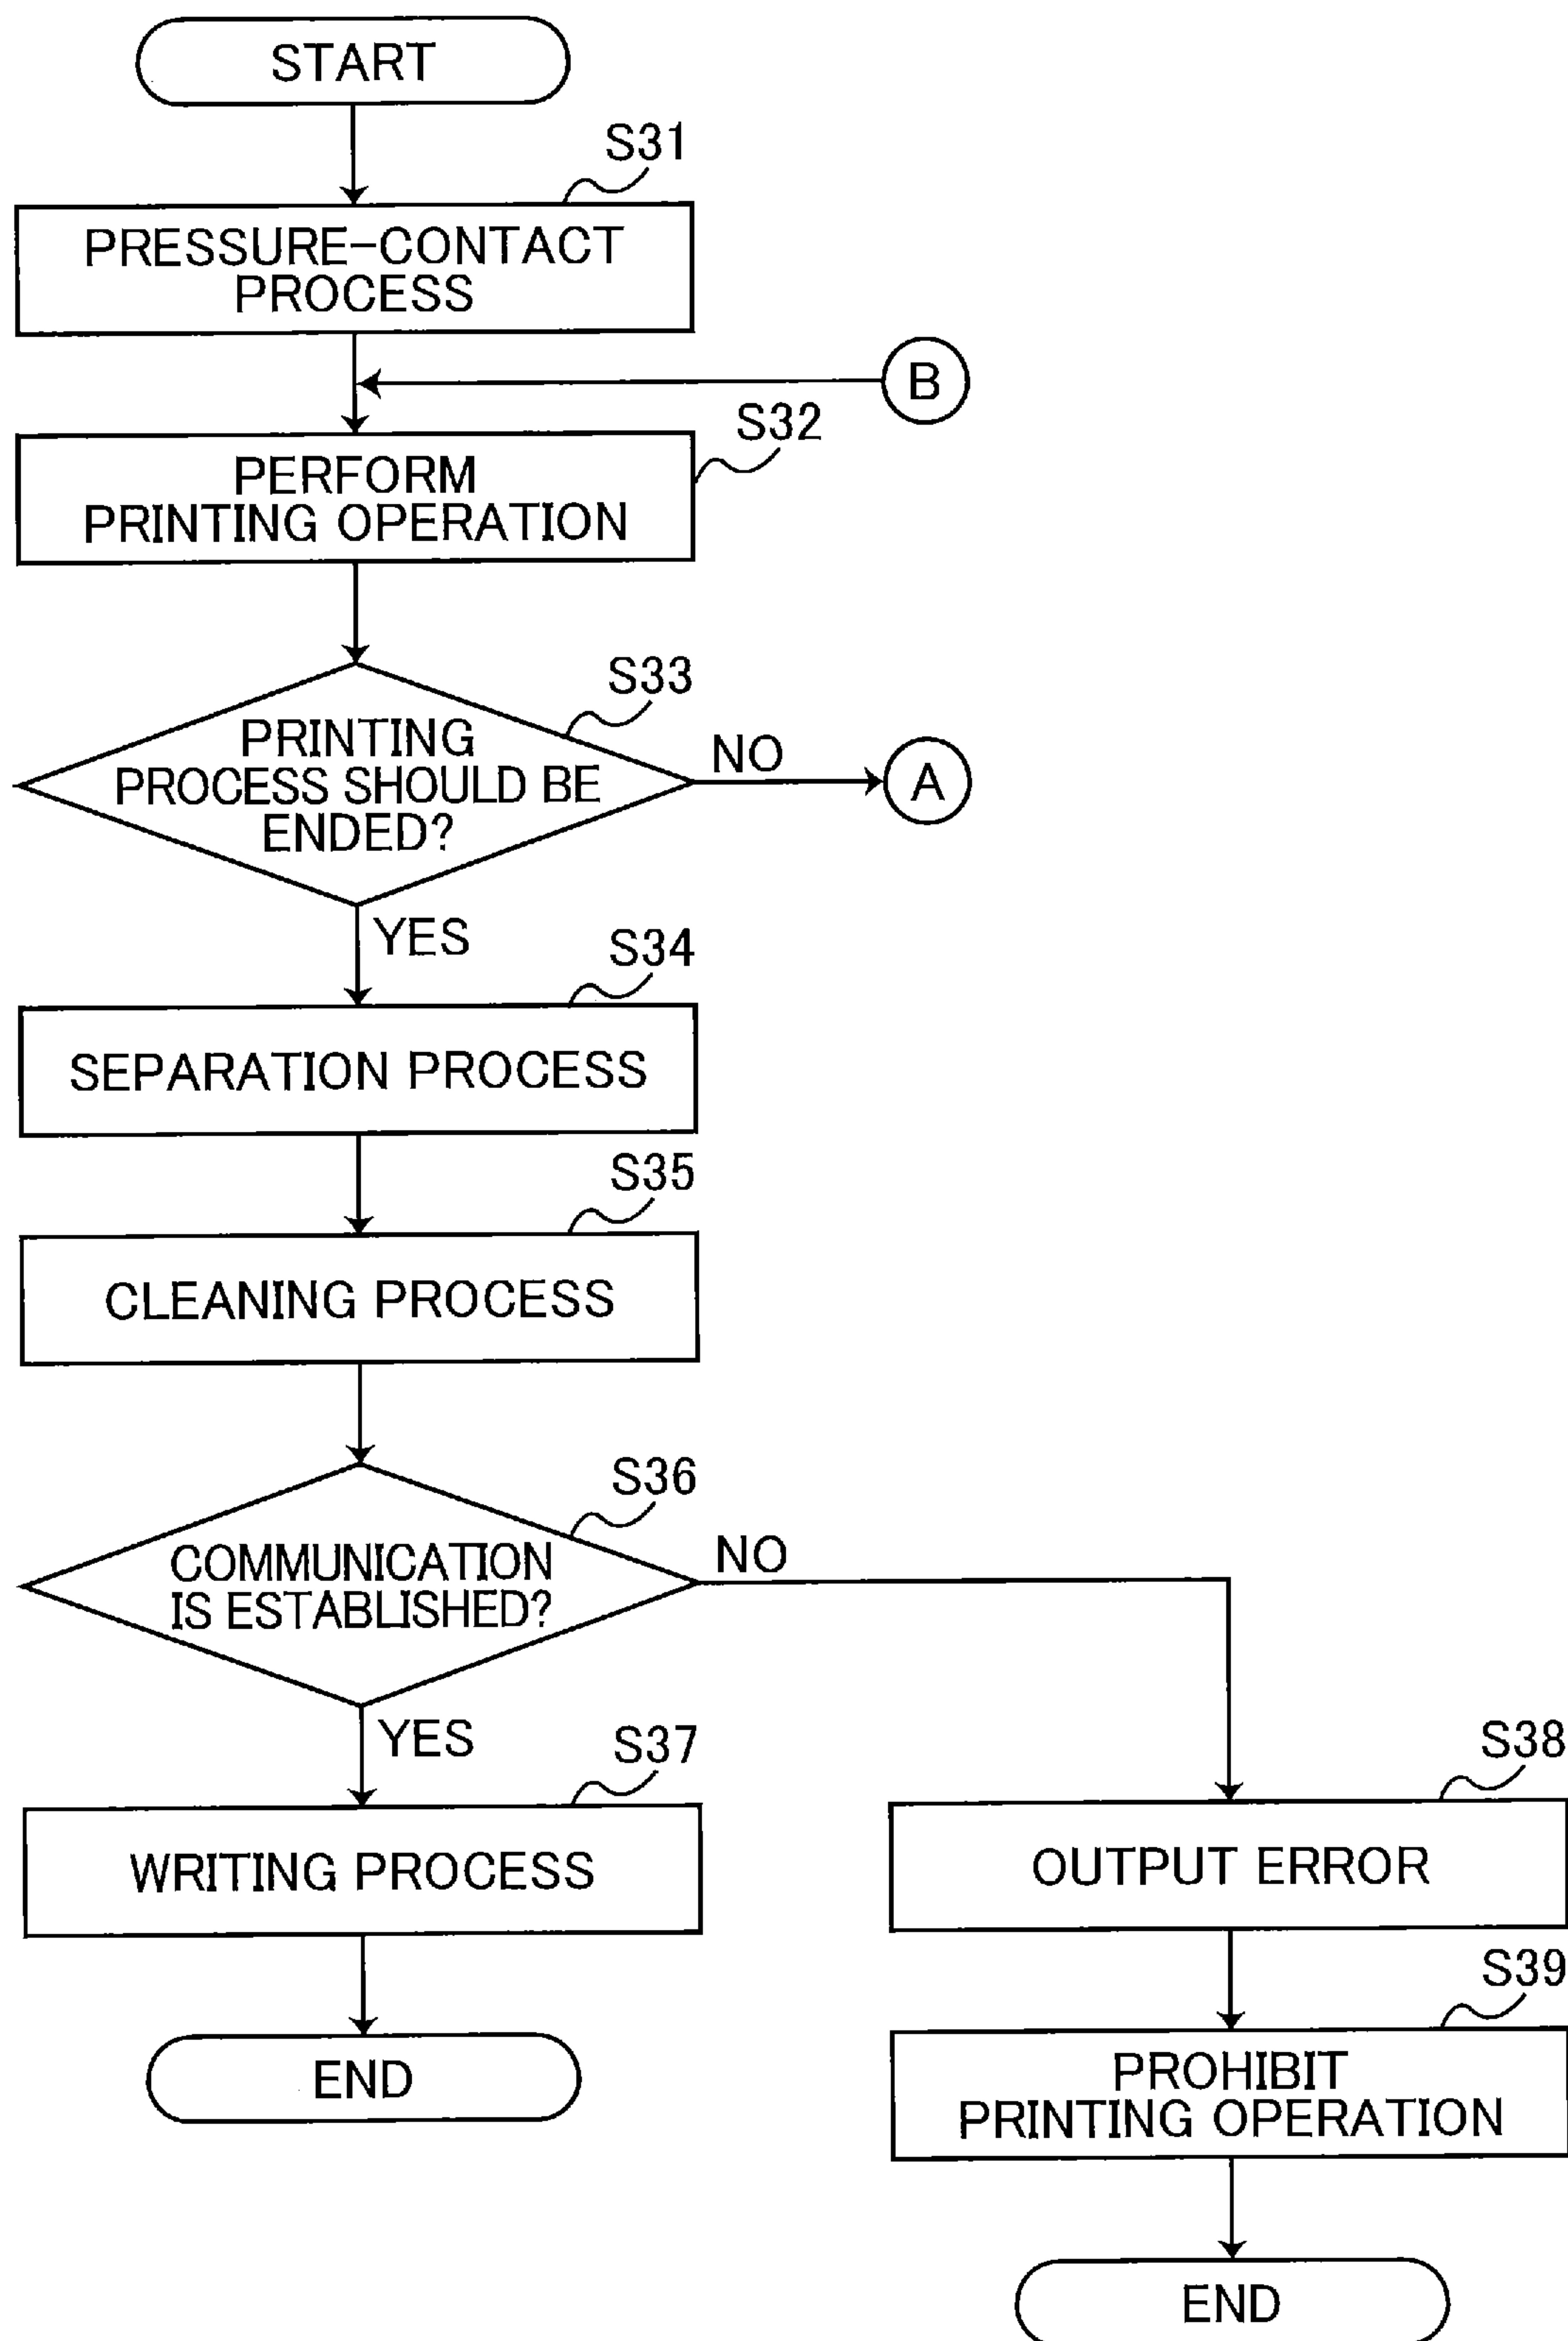 START
S31
PRESSURE-CONTACT
PROCESS
B
S32
PERFORM
PRINTING OPERATION
S33
PRINTING
PROCESS SHOULD BE
ENDED?
NO
A
YES
S34
SEPARATION PROCESS
S35
CLEANING PROCESS
S36
COMMUNICATION
IS ESTABLISHED?
NO
YES
S37
WRITING PROCESS
END
S38
OUTPUT ERROR
S39
PROHIBIT
PRINTING OPERATION
END